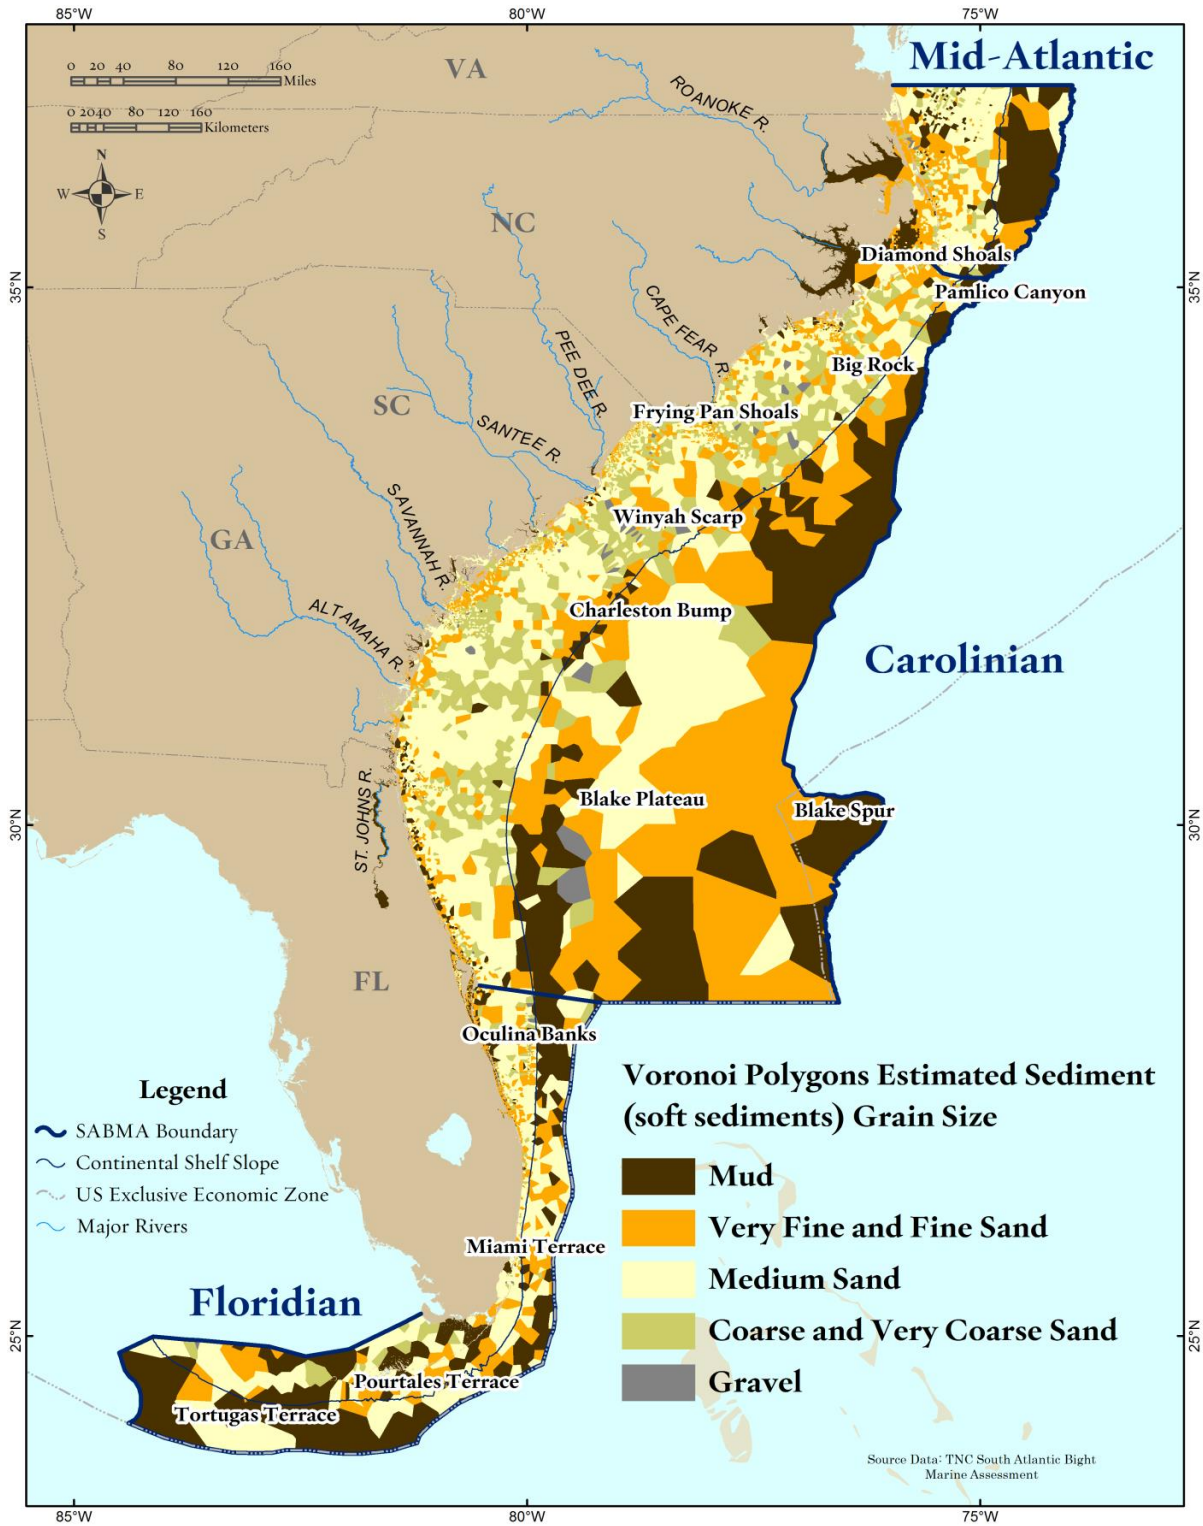 85°W
80°W
75°W
Mid-Atlantic
VA
0 20 40 80 120 160
Miles
0 2040 80 120 160
Kilometers
ROANOKE R.
N
W E
S
NC
Diamond Shoals
35°N
35°N
Pamlico Canyon
CAPE FEAR R.
PEE DEE R.
Big Rock
SC
Frying Pan Shoals
SANTEE R.
SAVANNAH R.
Winyah Scarp
GA
ALTAMAHA R.
Charleston Bump
Carolinian
ST. JOHNS R.
Blake Plateau
Blake Spur
30°N
30°N
FL
Oculina Banks
Legend
SABMA Boundary
Continental Shelf Slope
US Exclusive Economic Zone
Major Rivers
Voronoi Polygons Estimated Sediment
(soft sediments) Grain Size
Mud
Very Fine and Fine Sand
Medium Sand
Coarse and Very Coarse Sand
Gravel
Miami Terrace
Floridian
25°N
25°N
Pourtales Terrace
Tortugas Terrace
Source Data: TNC South Atlantic Bight
Marine Assessment
85°W
80°W
75°W